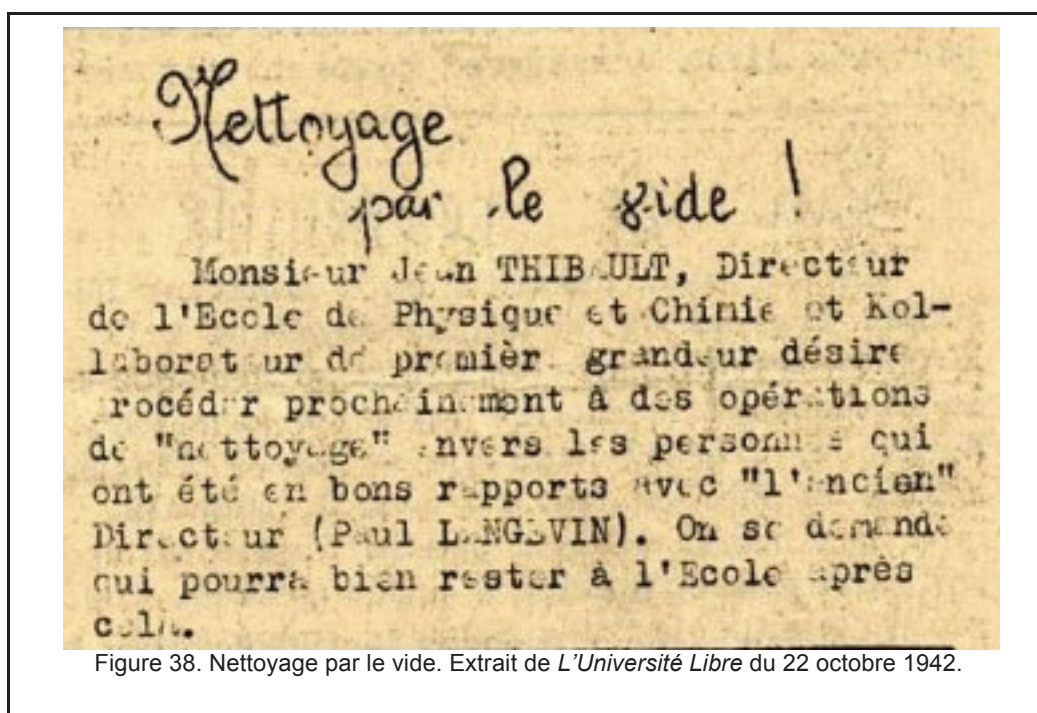 Nettoyage
par le vide !
Monsieur Jean THIBAULT, Directeur
de l'Ecole de Physique et Chimie et Kol-
laborateur de première grandeur désire
procéder prochainement à des opérations
de "nettoyage" envers les personnes qui
ont été en bons rapports avec "l'ancien"
Directeur (Paul LANGEVIN). On se demande
qui pourra bien rester à l'Ecole après
cela.
Figure 38. Nettoyage par le vide. Extrait de L'Université Libre du 22 octobre 1942.